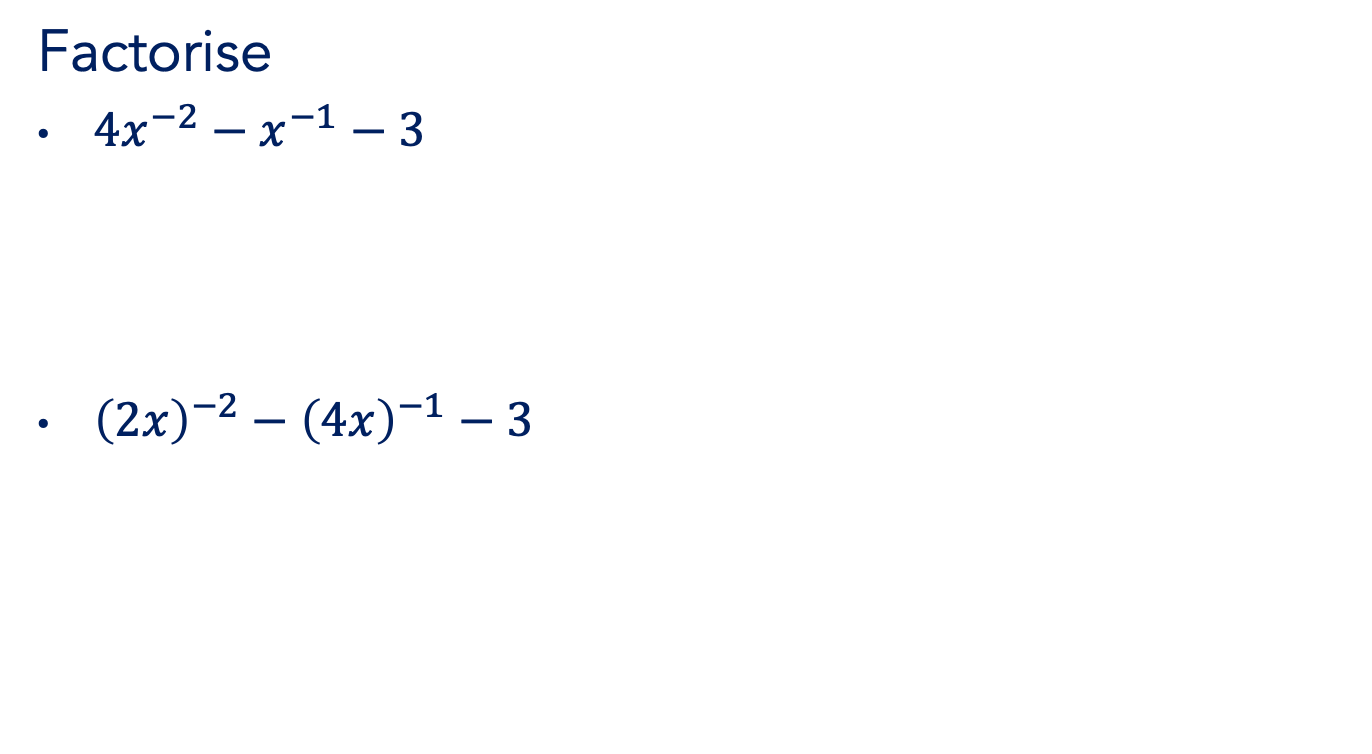 Factorise
• 4x⁻² − x⁻¹ − 3
• (2x)⁻² − (4x)⁻¹ − 3